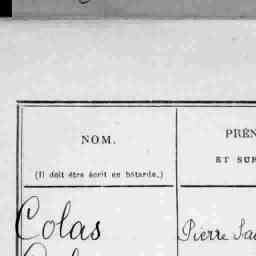 NOM.
(Il doit être écrit en bâtarde.)
PRÉN
ET SUR
Colas
Pierre